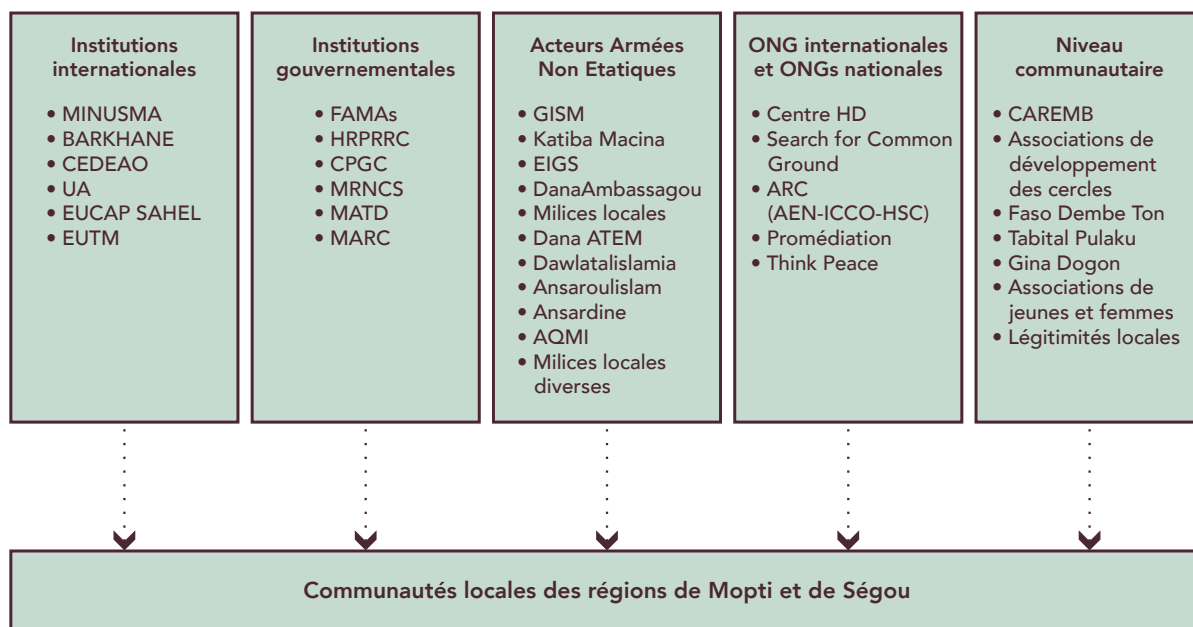 Institutions
internationales
• MINUSMA
• BARKHANE
• CEDEAO
• UA
• EUCAP SAHEL
• EUTM
Institutions
gouvernementales
• FAMAs
• HRPRRC
• CPGC
• MRNCS
• MATD
• MARC
Acteurs Armées
Non Etatiques
• GISM
• Katiba Macina
• EIGS
• DanaAmbassagou
• Milices locales
• Dana ATEM
• Dawlatalislamia
• Ansaroulislam
• Ansardine
• AQMI
• Milices locales
diverses
ONG internationales
et ONGs nationales
• Centre HD
• Search for Common
Ground
• ARC
(AEN-ICCO-HSC)
• Promédiation
• Think Peace
Niveau
communautaire
• CAREMB
• Associations de
développement
des cercles
• Faso Dembe Ton
• Tabital Pulaku
• Gina Dogon
• Associations de
jeunes et femmes
• Légitimités locales
Communautés locales des régions de Mopti et de Ségou